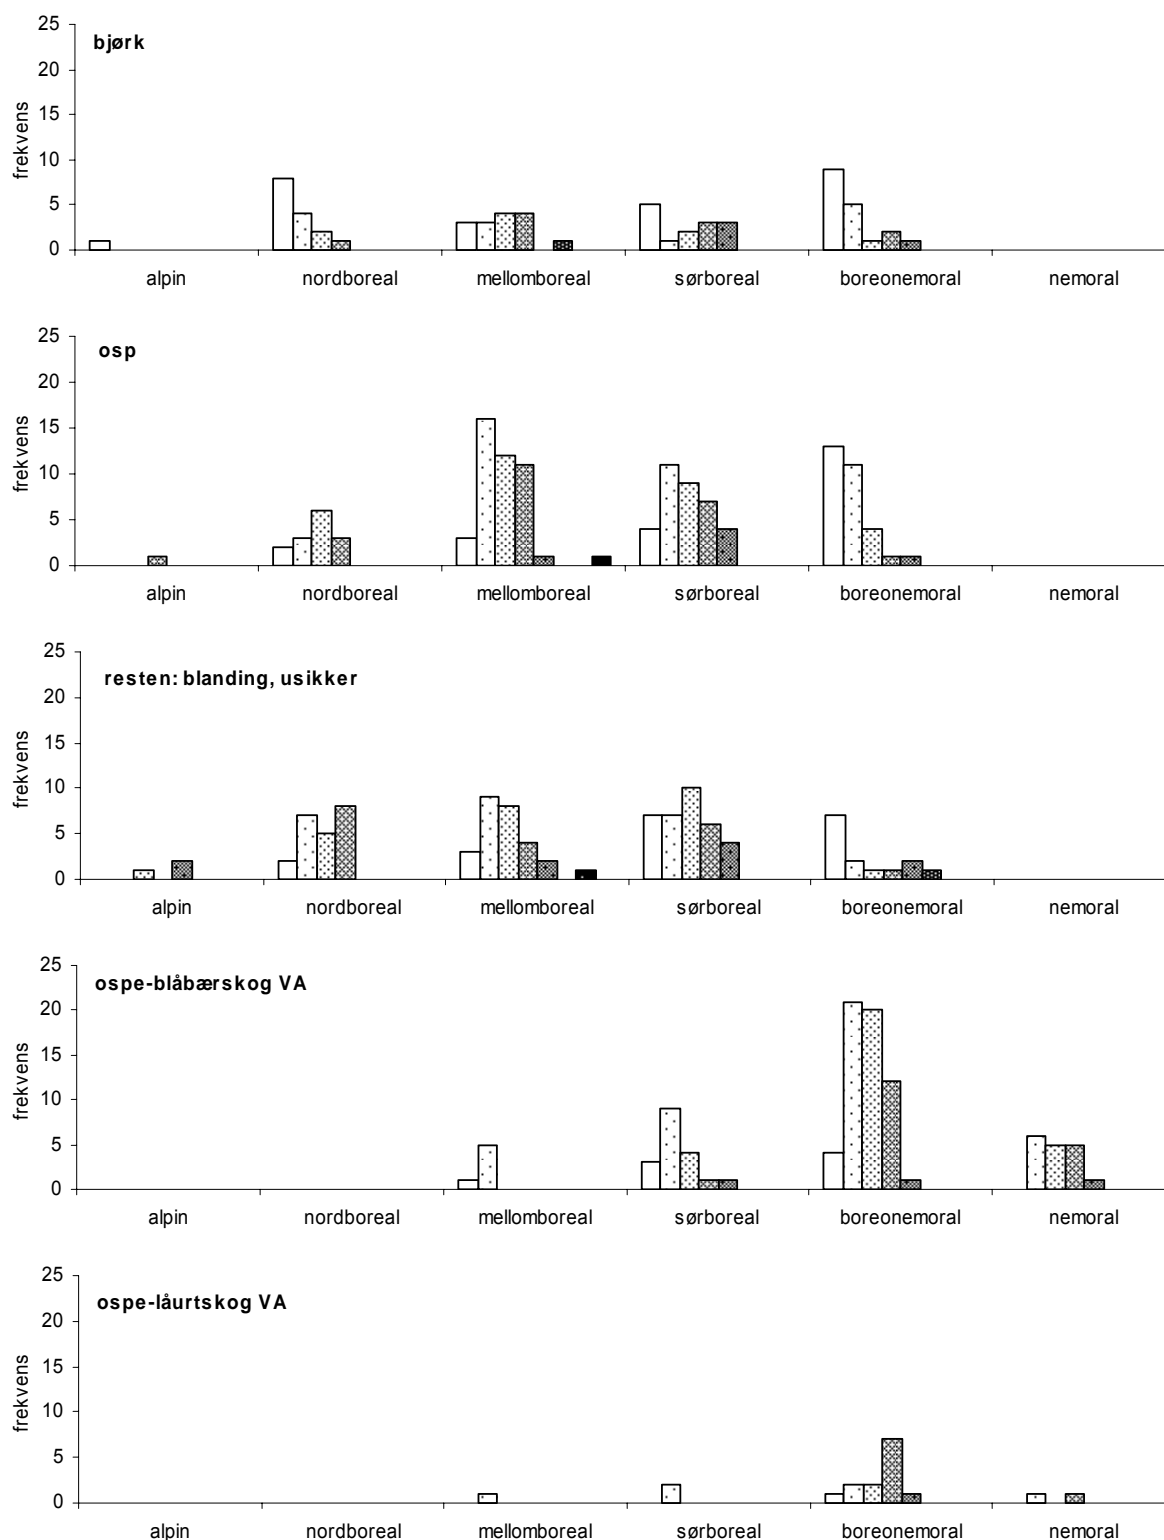 bjørk
frekvens
25
20
15
10
5
0
alpin nordboreal mellomboreal sørboreal boreonemoral nemoral
osp
frekvens
25
20
15
10
5
0
alpin nordboreal mellomboreal sørboreal boreonemoral nemoral
resten: blanding, usikker
frekvens
25
20
15
10
5
0
alpin nordboreal mellomboreal sørboreal boreonemoral nemoral
ospe-blåbærskog VA
frekvens
25
20
15
10
5
0
alpin nordboreal mellomboreal sørboreal boreonemoral nemoral
ospe-låurtskog VA
frekvens
25
20
15
10
5
0
alpin nordboreal mellomboreal sørboreal boreonemoral nemoral